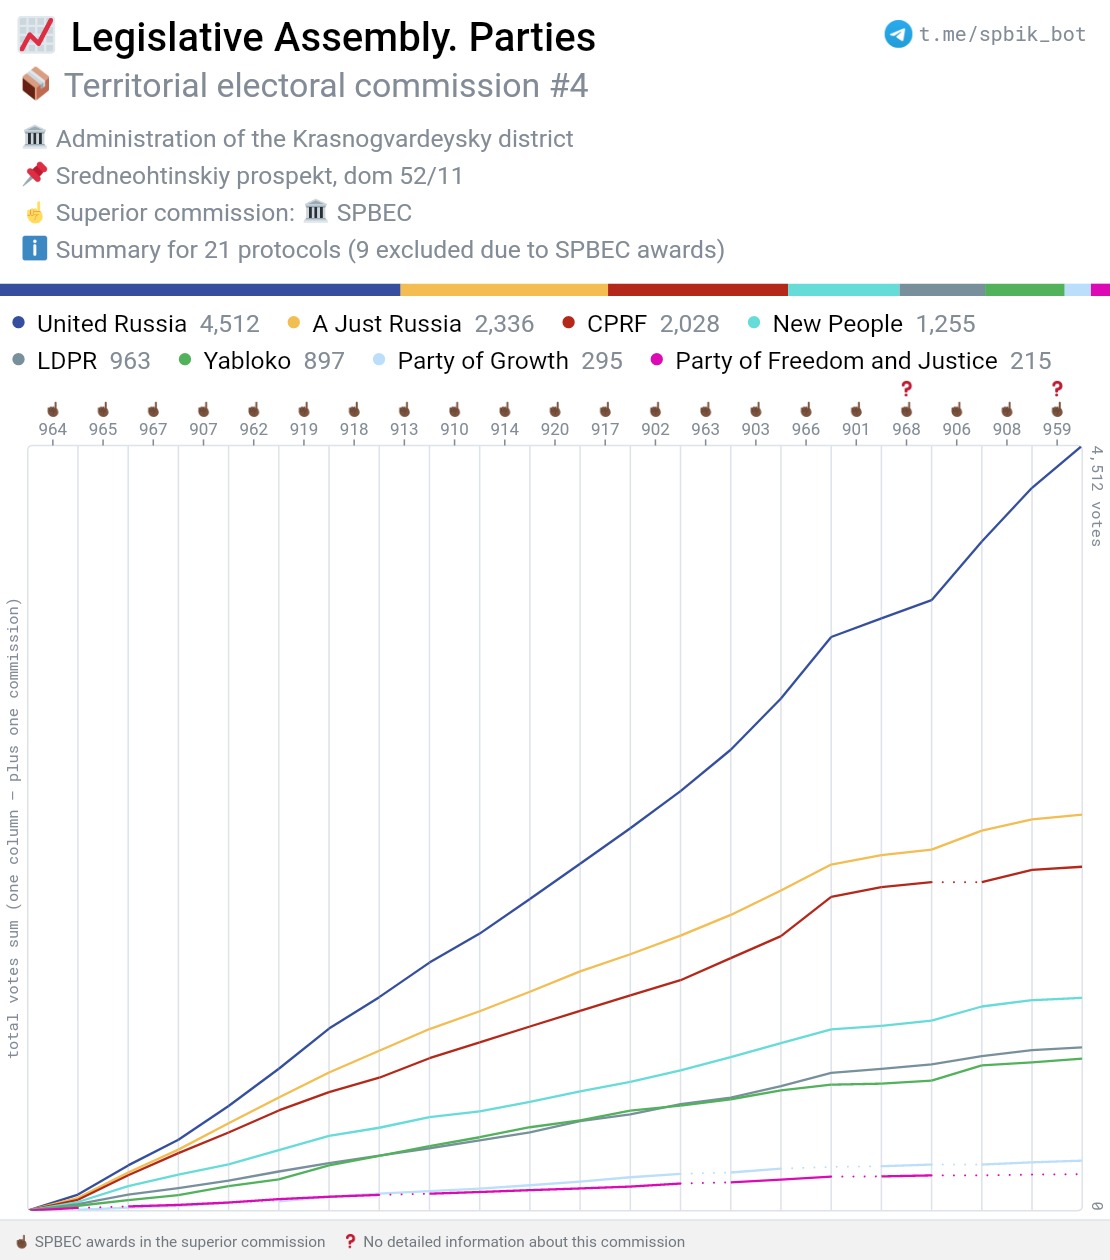 Legislative Assembly. Parties
t.me/spbik_bot
Territorial electoral commission #4
Administration of the Krasnogvardeysky district
Sredneohtinskiy prospekt, dom 52/11
Superior commission: SPBEC
Summary for 21 protocols (9 excluded due to SPBEC awards)
United Russia 4,512 A Just Russia 2,336 CPRF 2,028 New People 1,255
LDPR 963 Yabloko 897 Party of Growth 295 Party of Freedom and Justice 215
964 965 967 907 962 919 918 913 910 914 920 917 902 963 903 966 901 968 906 908 959
4,512 votes
total votes sum (one column – plus one commission)
0
SPBEC awards in the superior commission ❓ No detailed information about this commission